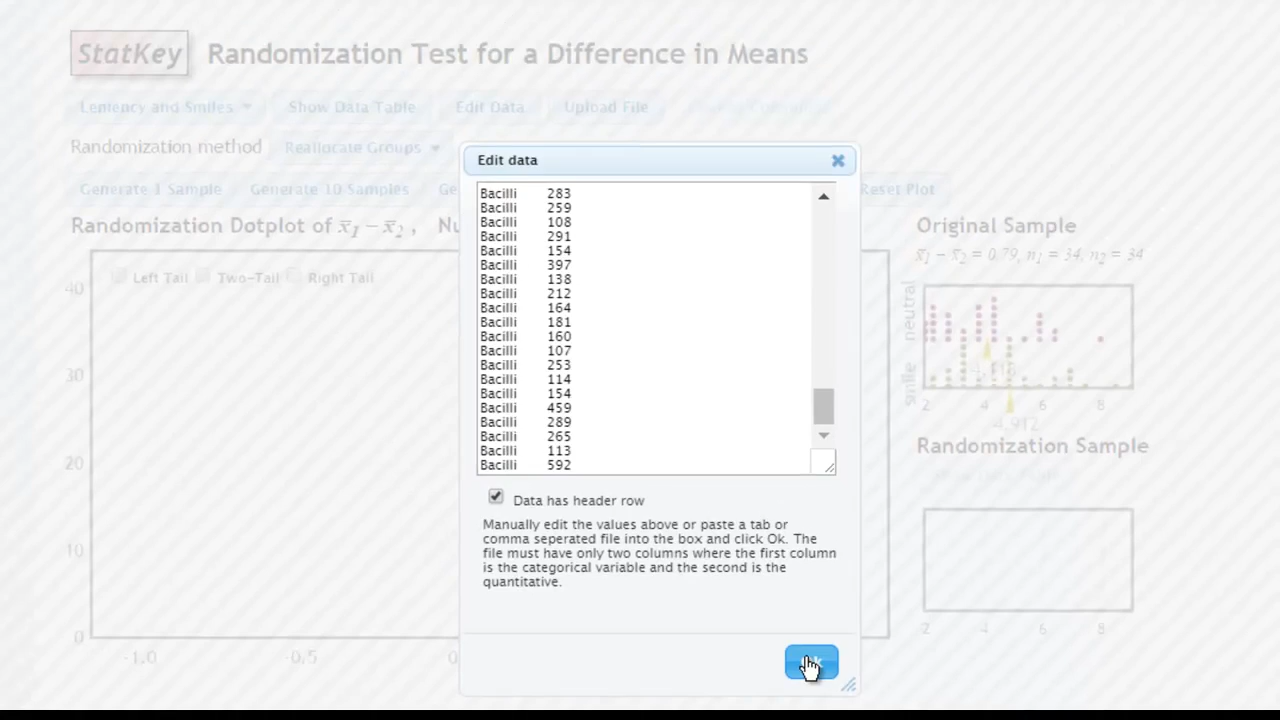 StatKey Randomization Test for a Difference in Means
Leniency and Smiles Show Data Table Edit Data Upload File
Randomization method Reallocate Groups
Generate 1 Sample Generate 10 Samples Reset Plot
Randomization Dotplot of x̄1 − x̄2 ,
Left Tail Two-Tail Right Tail
40
30
20
10
0
-1.0 -0.5
Edit data
Bacilli 283
Bacilli 259
Bacilli 108
Bacilli 291
Bacilli 154
Bacilli 397
Bacilli 138
Bacilli 212
Bacilli 164
Bacilli 181
Bacilli 160
Bacilli 107
Bacilli 253
Bacilli 114
Bacilli 154
Bacilli 459
Bacilli 289
Bacilli 265
Bacilli 113
Bacilli 592
Data has header row
Manually edit the values above or paste a tab or
comma seperated file into the box and click Ok. The
file must have only two columns where the first column
is the categorical variable and the second is the
quantitative.
Original Sample
x̄1 − x̄2 = 0.79, n1 = 34, n2 = 34
neutral
smile
2 4 6 8
4.912
Randomization Sample
2 4 6 8